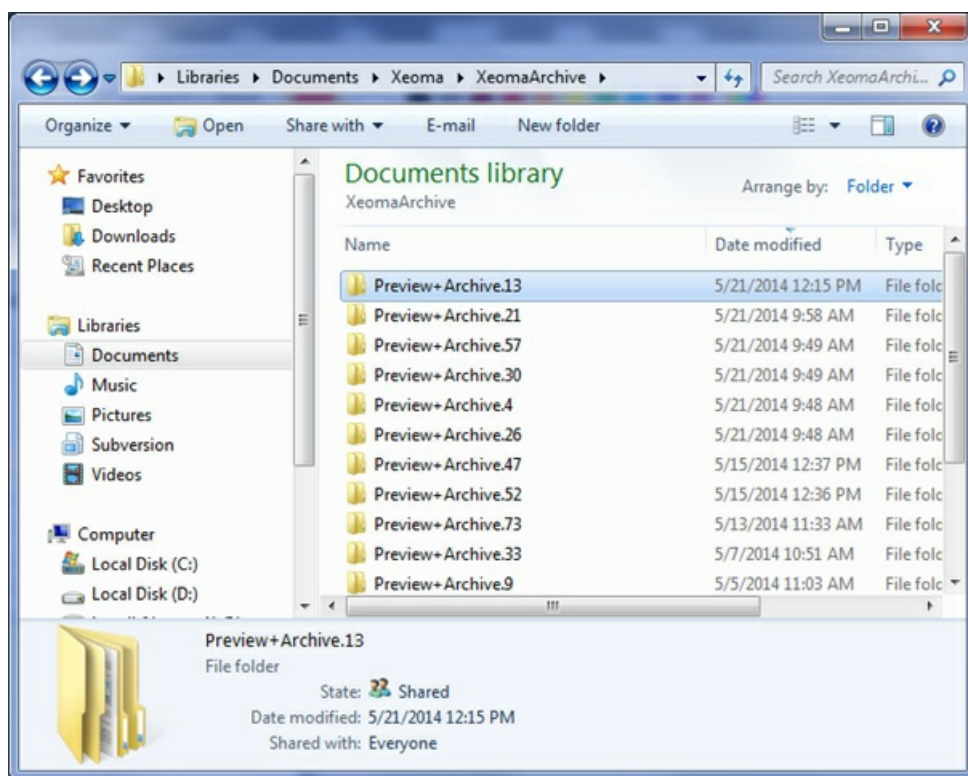 Libraries Documents Xeoma XeomaArchive Search XeomaArchi...
Organize Open Share with E-mail New folder
Favorites
Desktop
Downloads
Recent Places
Libraries
Documents
Music
Pictures
Subversion
Videos
Computer
Local Disk (C:)
Local Disk (D:)
Documents library
XeomaArchive
Arrange by: Folder
Name Date modified Type
Preview+Archive.13 5/21/2014 12:15 PM File folc
Preview+Archive.21 5/21/2014 9:58 AM File folc
Preview+Archive.57 5/21/2014 9:49 AM File folc
Preview+Archive.30 5/21/2014 9:49 AM File folc
Preview+Archive.4 5/21/2014 9:48 AM File folc
Preview+Archive.26 5/21/2014 9:48 AM File folc
Preview+Archive.47 5/15/2014 12:37 PM File folc
Preview+Archive.52 5/15/2014 12:36 PM File folc
Preview+Archive.73 5/13/2014 11:33 AM File folc
Preview+Archive.33 5/7/2014 10:51 AM File folc
Preview+Archive.9 5/5/2014 11:03 AM File folc
Preview+Archive.13
File folder
State: Shared
Date modified: 5/21/2014 12:15 PM
Shared with: Everyone